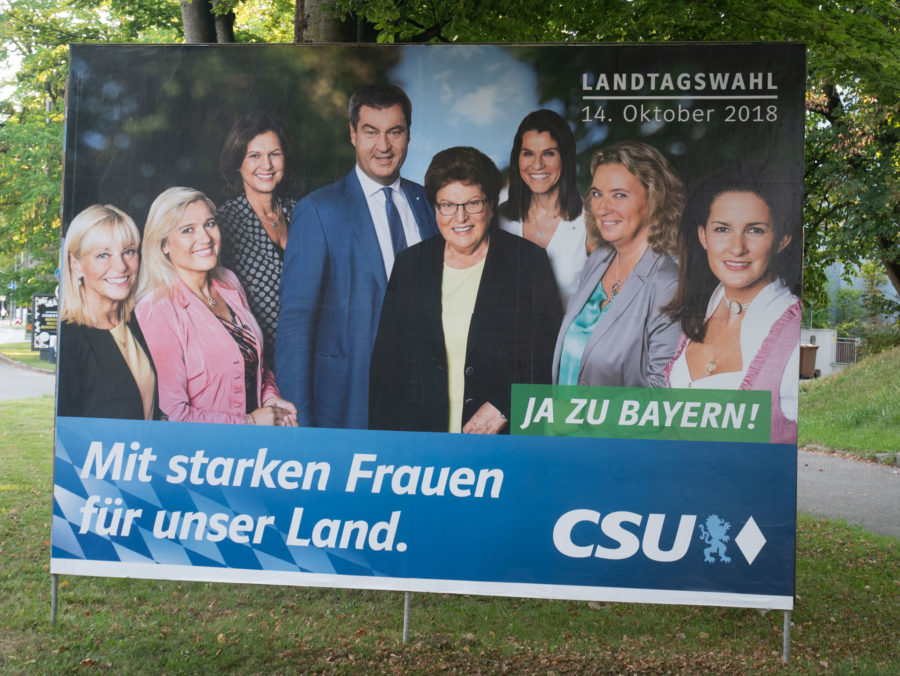 LANDTAGSWAHL
14. Oktober 2018
JA ZU BAYERN!
Mit starken Frauen
für unser Land.
CSU